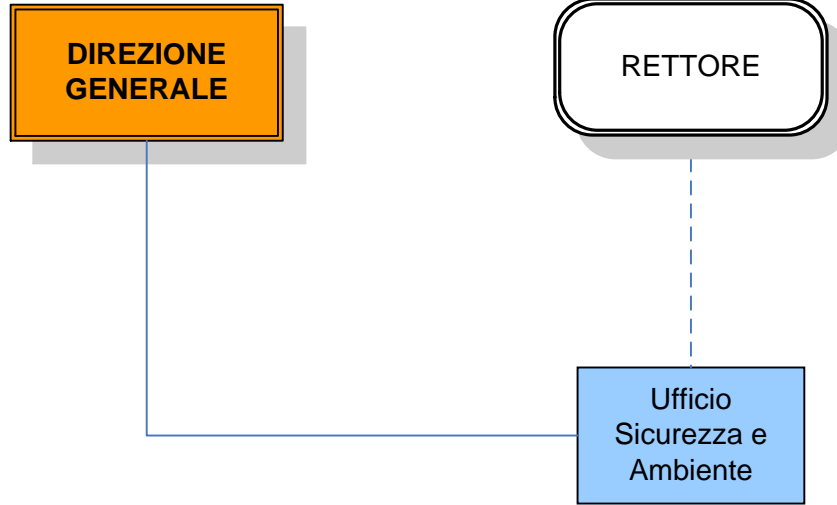 DIREZIONE
GENERALE
RETTORE
Ufficio
Sicurezza e
Ambiente